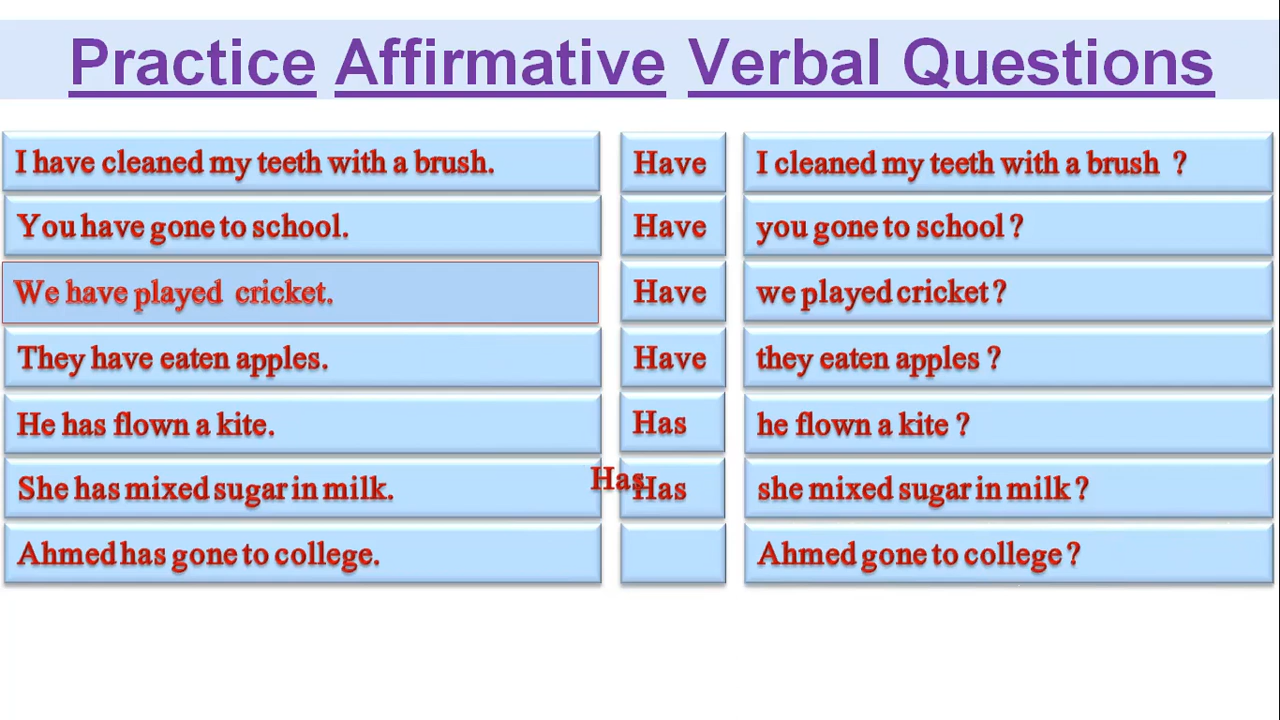 Practice Affirmative Verbal Questions
I have cleaned my teeth with a brush. Have I cleaned my teeth with a brush ?
You have gone to school. Have you gone to school ?
We have played cricket. Have we played cricket ?
They have eaten apples. Have they eaten apples ?
He has flown a kite. Has he flown a kite ?
She has mixed sugar in milk. Has Has she mixed sugar in milk ?
Ahmed has gone to college. Ahmed gone to college ?